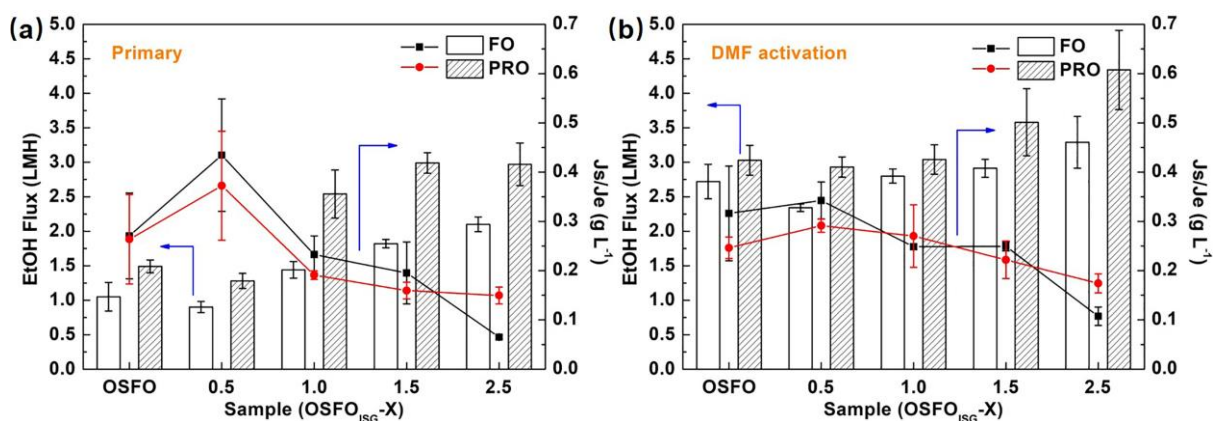 (a)
Primary
FO
PRO
EtOH Flux (LMH)
5.0
4.5
4.0
3.5
3.0
2.5
2.0
1.5
1.0
0.5
0.0
0.7
0.6
0.5
0.4
0.3
0.2
0.1
0.0
Js/Je (g L⁻¹)
OSFO 0.5 1.0 1.5 2.5
Sample (OSFO_ISG-X)
(b)
DMF activation
FO
PRO
EtOH Flux (LMH)
5.0
4.5
4.0
3.5
3.0
2.5
2.0
1.5
1.0
0.5
0.0
0.7
0.6
0.5
0.4
0.3
0.2
0.1
0.0
Js/Je (g L⁻¹)
OSFO 0.5 1.0 1.5 2.5
Sample (OSFO_ISG-X)